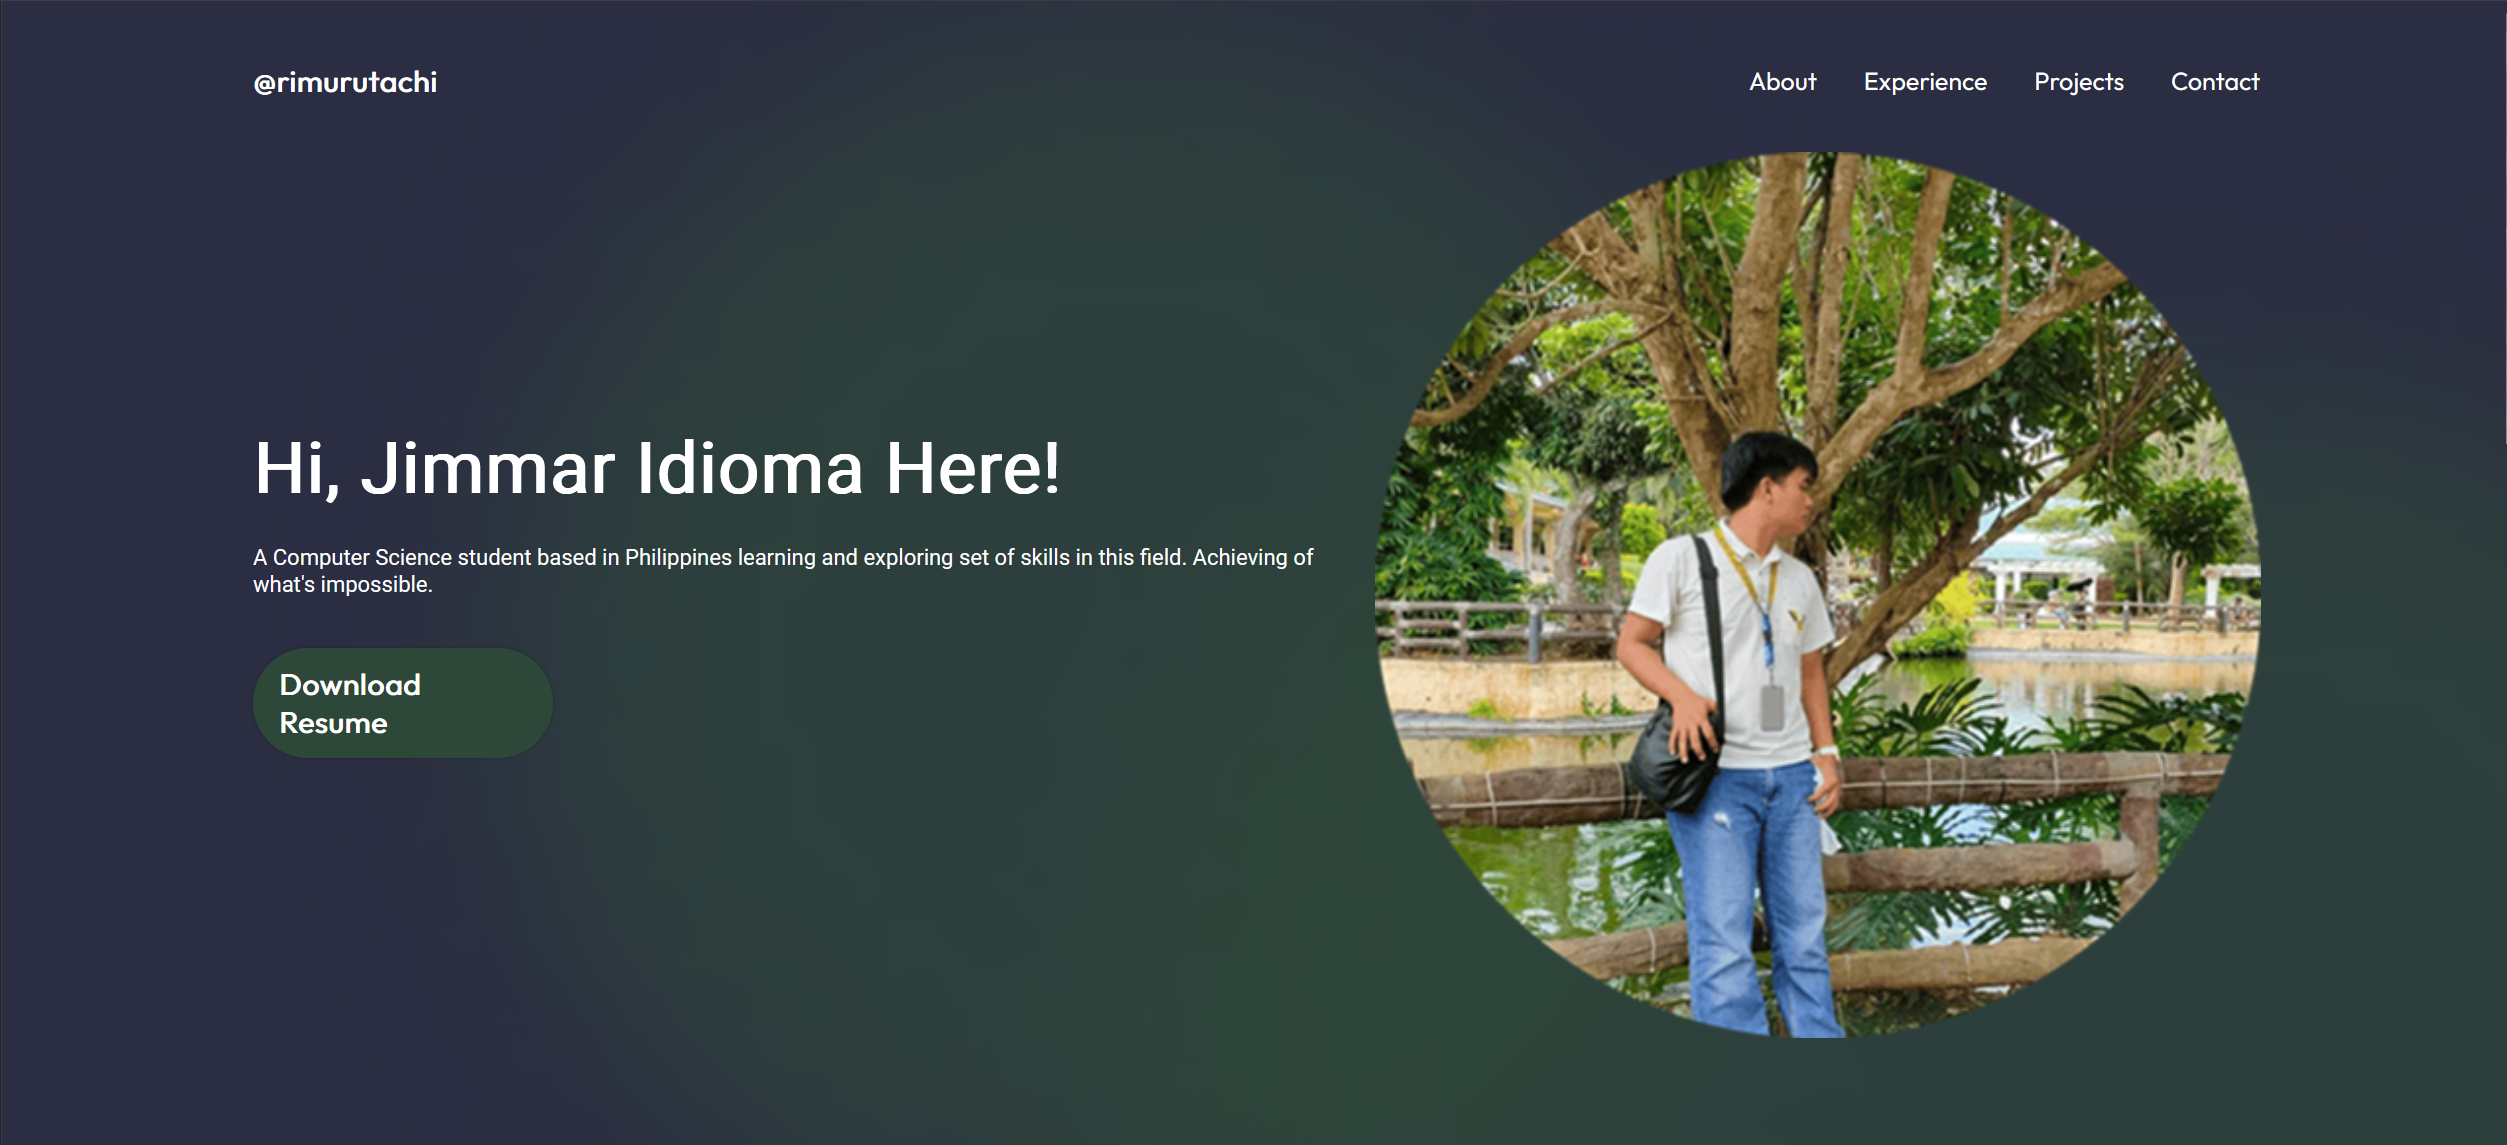 @rimurutachi
About Experience Projects Contact
Hi, Jimmar Idioma Here!
A Computer Science student based in Philippines learning and exploring set of skills in this field. Achieving of
what's impossible.
Download
Resume